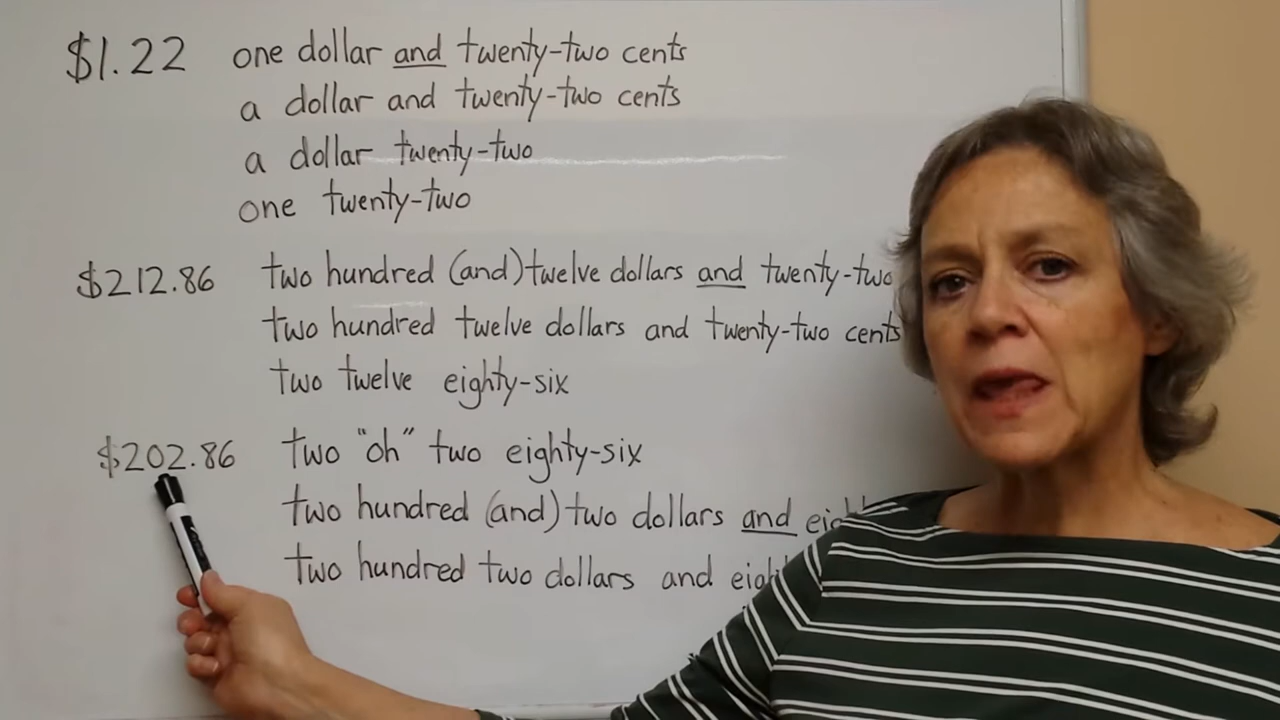 $1.22 one dollar and twenty-two cents
a dollar and twenty-two cents
a dollar twenty-two
one twenty-two
$212.86 two hundred (and) twelve dollars and twenty-two
two hundred twelve dollars and twenty-two cents
two twelve eighty-six
$202.86 two "oh" two eighty-six
two hundred (and) two dollars and
two hundred two dollars and